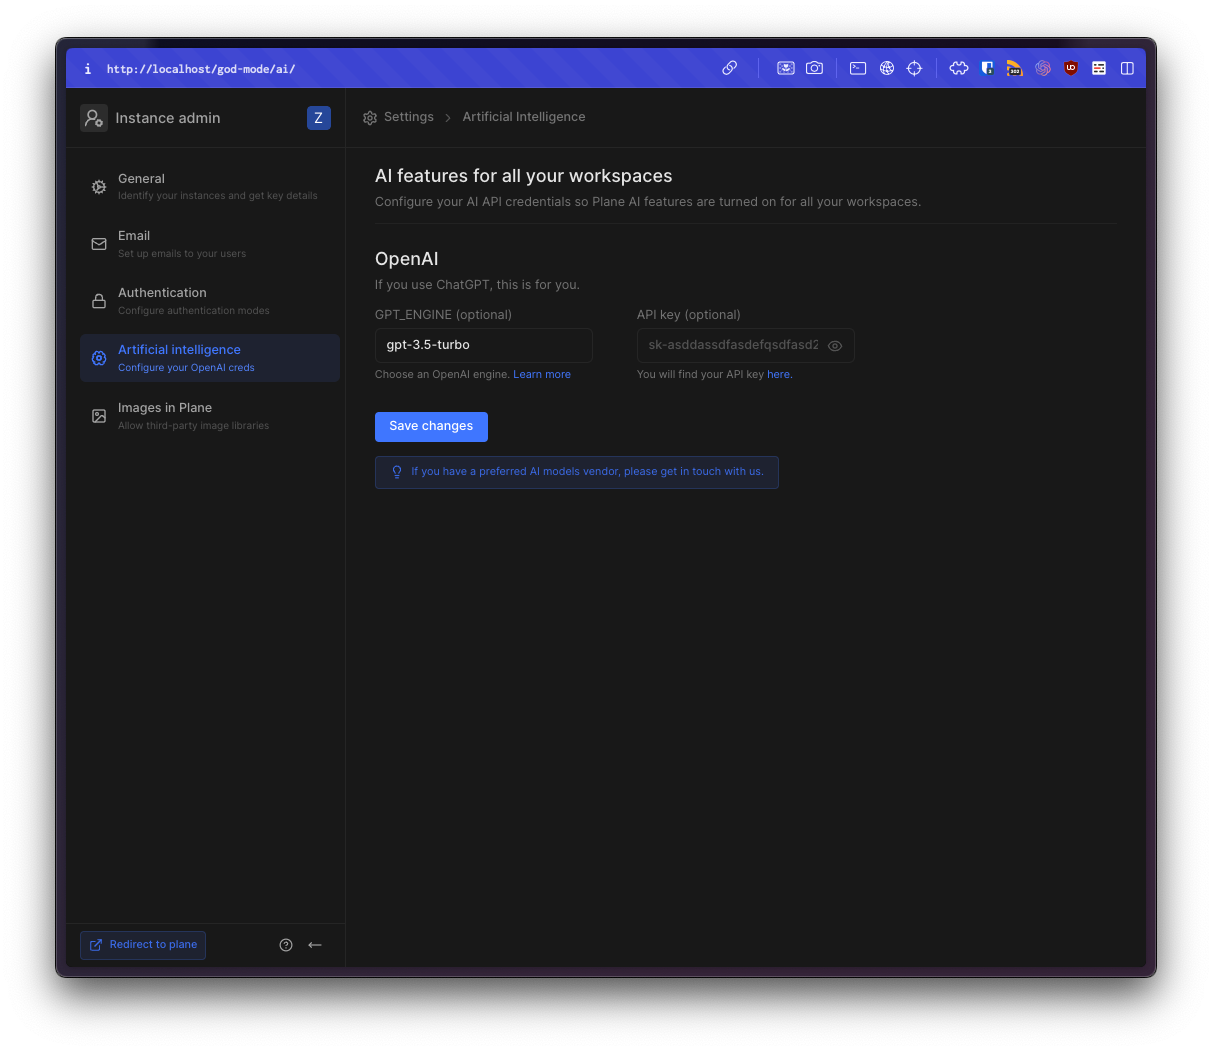 i http://localhost/god-mode/ai/
Instance admin
Z
Settings
Artificial Intelligence
General
Identify your instances and get key details
Email
Set up emails to your users
Authentication
Configure authentication modes
Artificial intelligence
Configure your OpenAI creds
Images in Plane
Allow third-party image libraries
AI features for all your workspaces
Configure your AI API credentials so Plane AI features are turned on for all your workspaces.
OpenAI
If you use ChatGPT, this is for you.
GPT_ENGINE (optional)
API key (optional)
gpt-3.5-turbo
sk-asddassdfasdefqsdfasd2
Choose an OpenAI engine. Learn more
You will find your API key here.
Save changes
If you have a preferred AI models vendor, please get in touch with us.
Redirect to plane